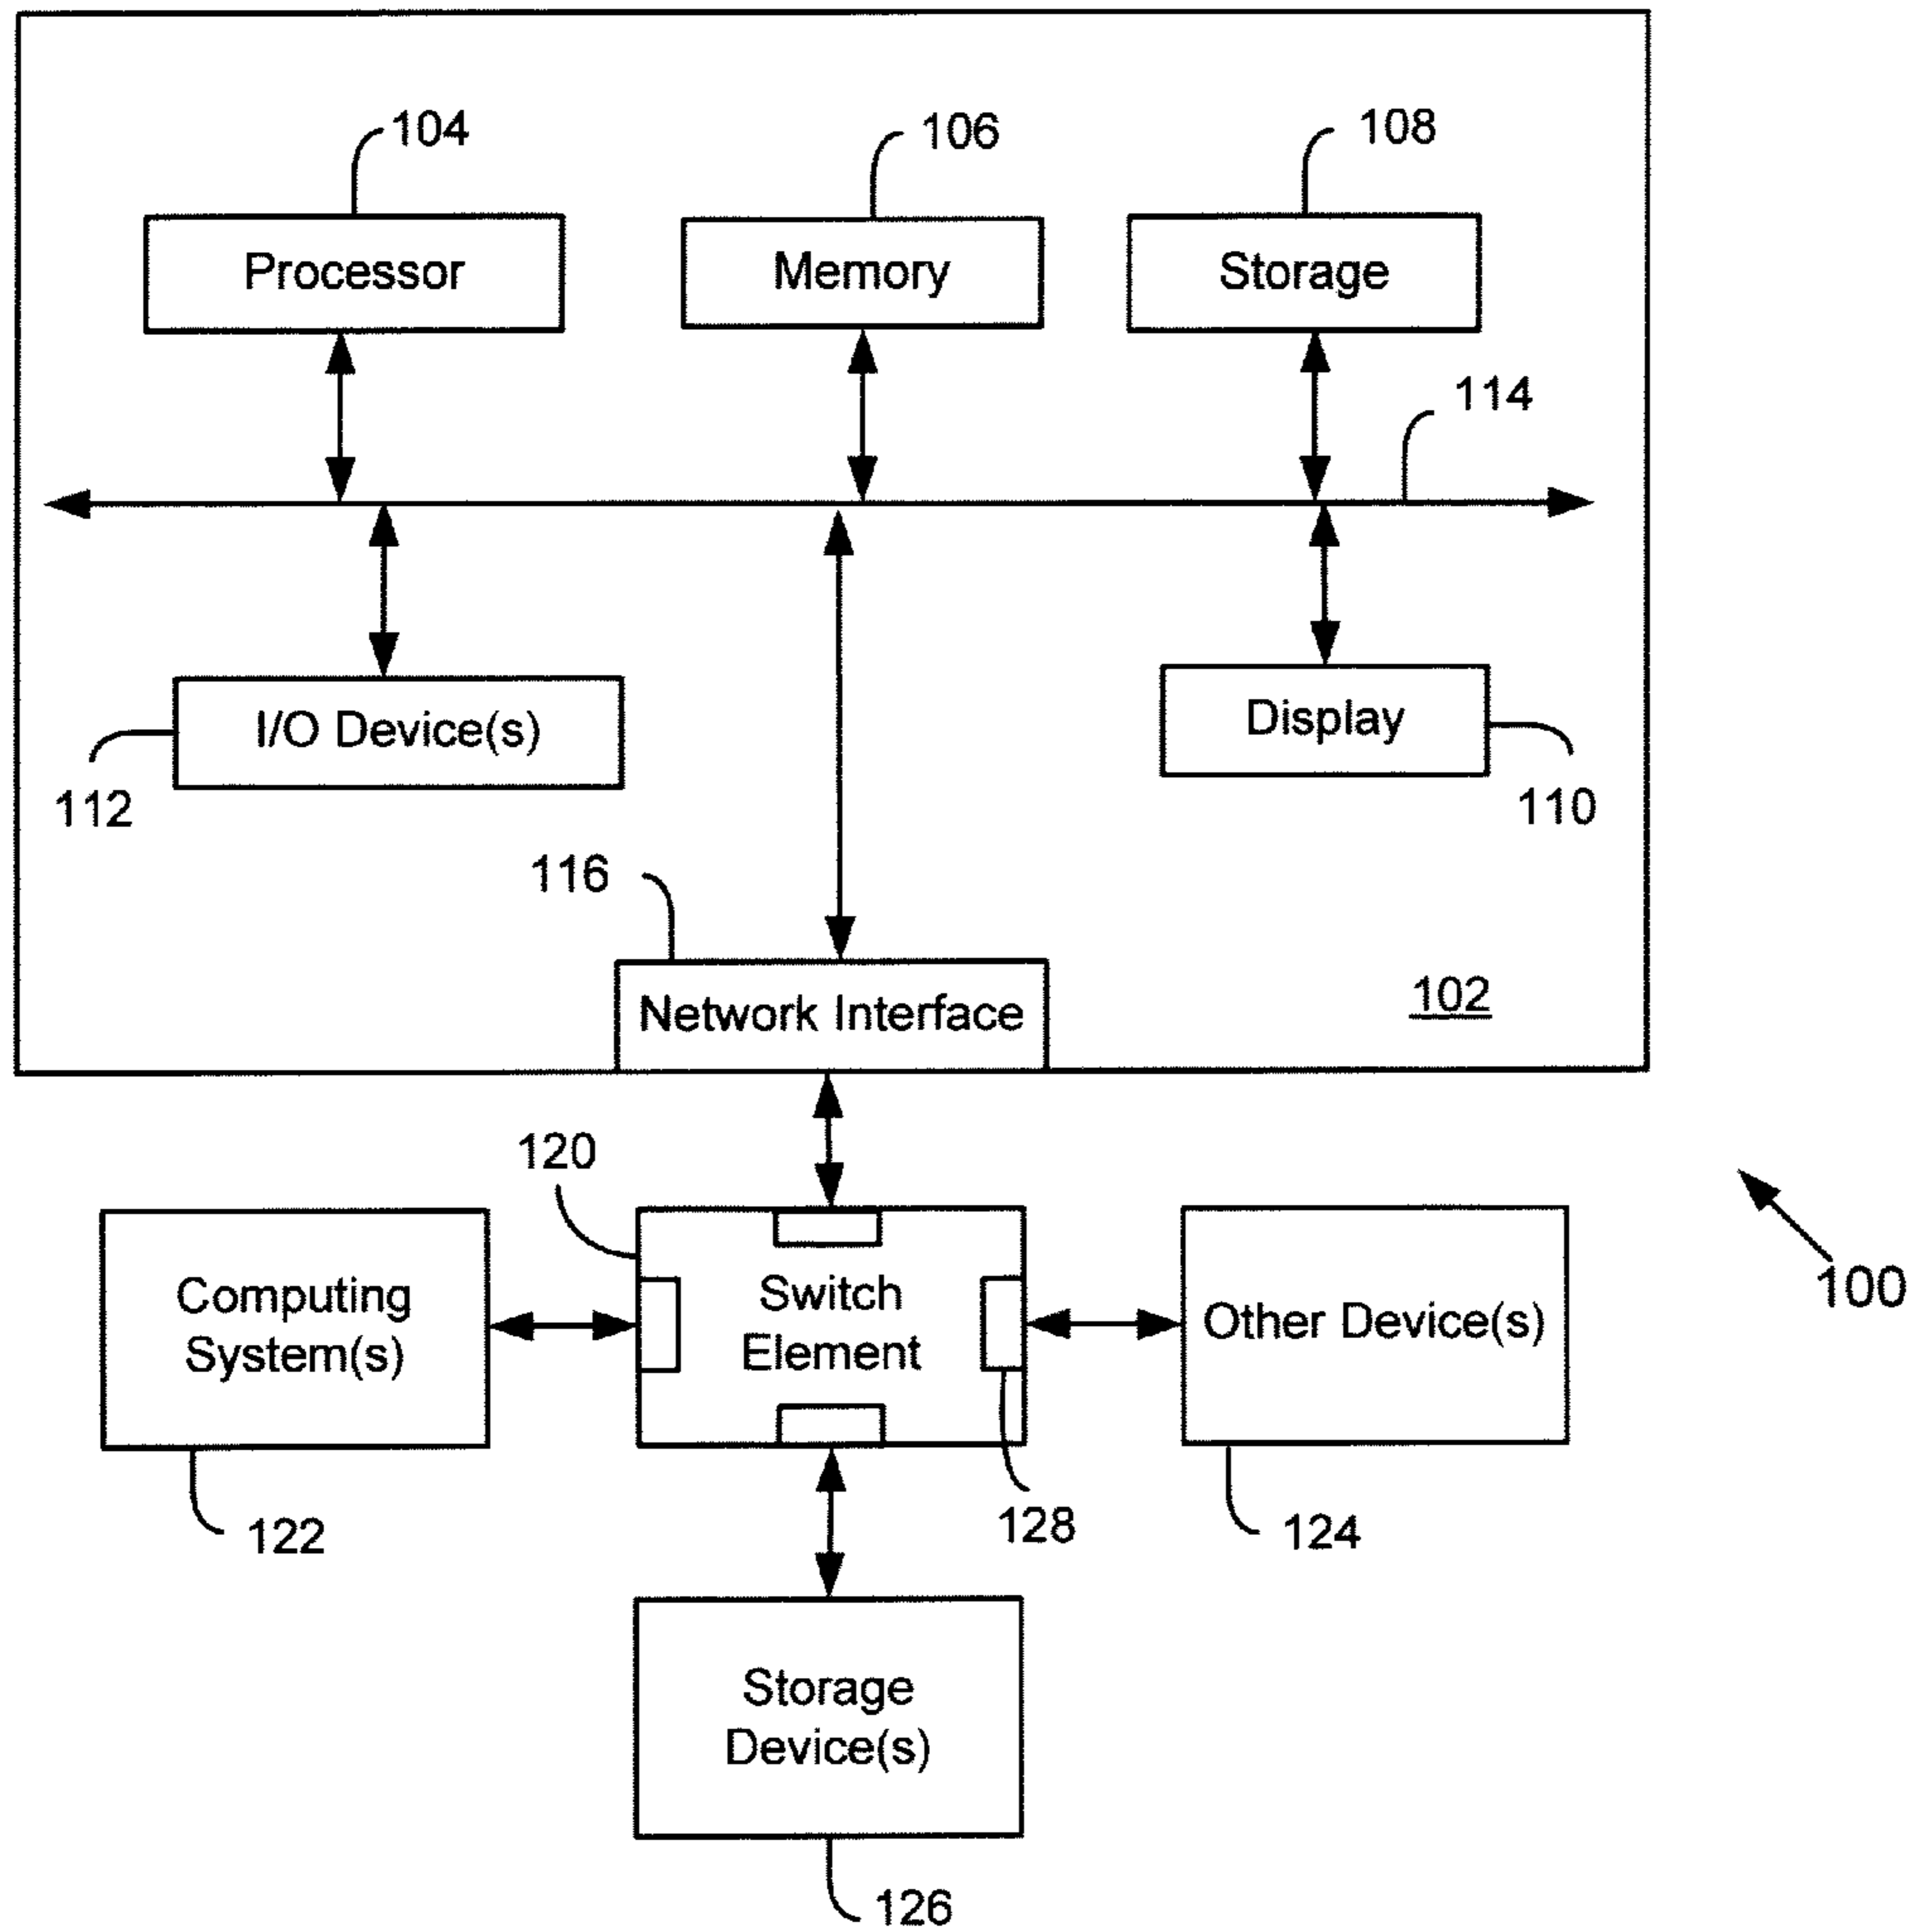 104
106
108
Processor
Memory
Storage
114
I/O Device(s)
Display
112
110
116
Network Interface
102
120
Computing
System(s)
Switch
Element
Other Device(s)
100
122
128
124
Storage
Device(s)
126